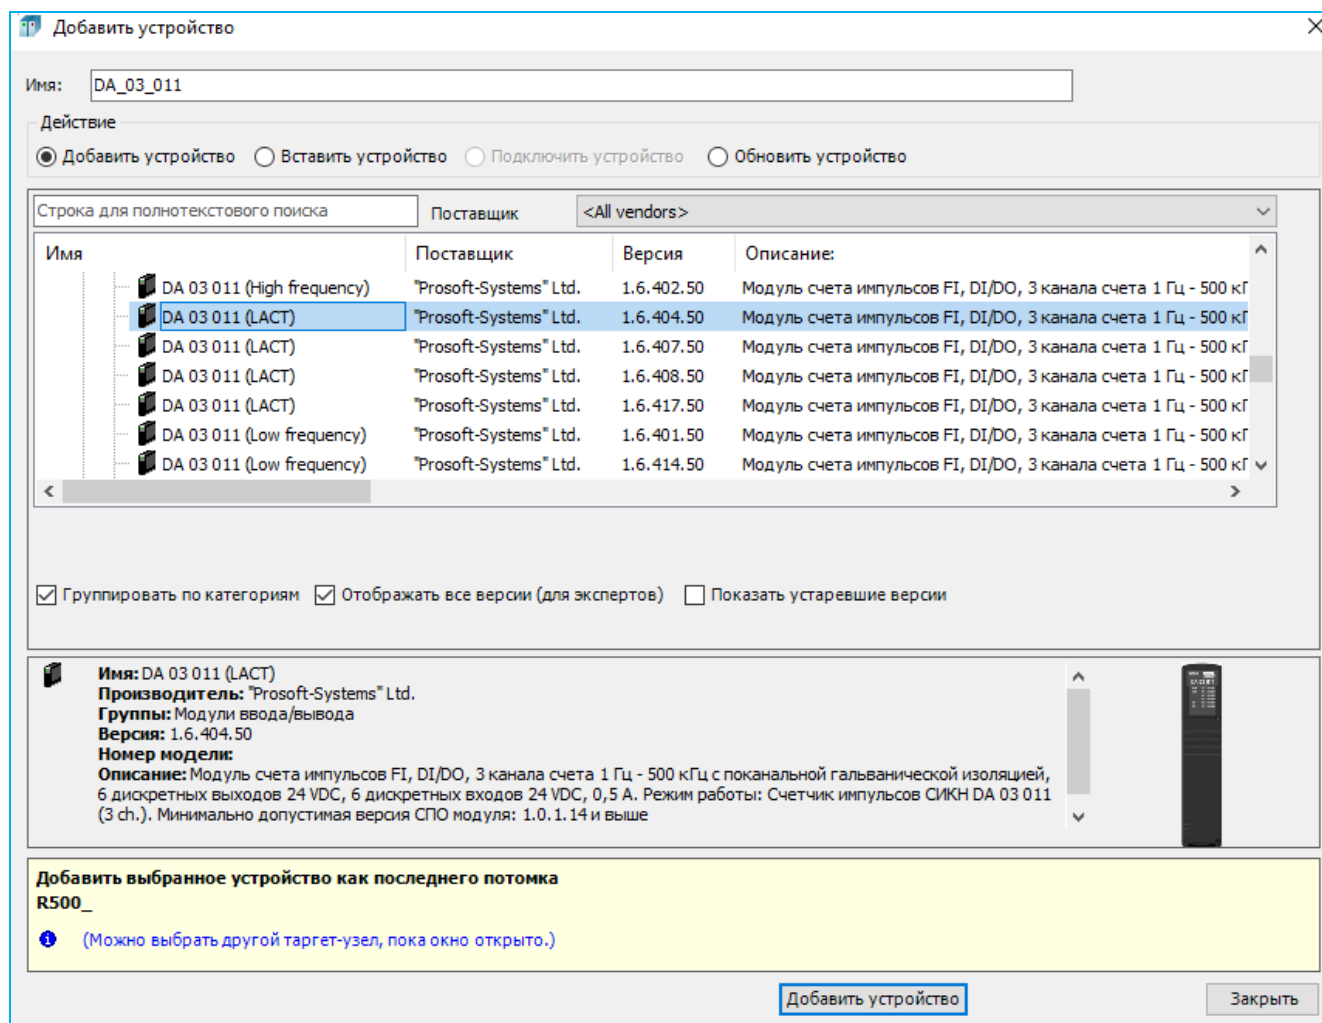 Добавить устройство
Имя: DA_03_011
Действие
Добавить устройство Вставить устройство Подключить устройство Обновить устройство
Строка для полнотекстового поиска Поставщик <All vendors>
Имя Поставщик Версия Описание:
DA 03 011 (High frequency) "Prosoft-Systems" Ltd. 1.6.402.50 Модуль счета импульсов FI, DI/DO, 3 канала счета 1 Гц - 500 кГ
DA 03 011 (LACT) "Prosoft-Systems" Ltd. 1.6.404.50 Модуль счета импульсов FI, DI/DO, 3 канала счета 1 Гц - 500 кГ
DA 03 011 (LACT) "Prosoft-Systems" Ltd. 1.6.407.50 Модуль счета импульсов FI, DI/DO, 3 канала счета 1 Гц - 500 кГ
DA 03 011 (LACT) "Prosoft-Systems" Ltd. 1.6.408.50 Модуль счета импульсов FI, DI/DO, 3 канала счета 1 Гц - 500 кГ
DA 03 011 (LACT) "Prosoft-Systems" Ltd. 1.6.417.50 Модуль счета импульсов FI, DI/DO, 3 канала счета 1 Гц - 500 кГ
DA 03 011 (Low frequency) "Prosoft-Systems" Ltd. 1.6.401.50 Модуль счета импульсов FI, DI/DO, 3 канала счета 1 Гц - 500 кГ
DA 03 011 (Low frequency) "Prosoft-Systems" Ltd. 1.6.414.50 Модуль счета импульсов FI, DI/DO, 3 канала счета 1 Гц - 500 кГ
Группировать по категориям Отображать все версии (для экспертов) Показать устаревшие версии
Имя: DA 03 011 (LACT)
Производитель: "Prosoft-Systems" Ltd.
Группы: Модули ввода/вывода
Версия: 1.6.404.50
Номер модели:
Описание: Модуль счета импульсов FI, DI/DO, 3 канала счета 1 Гц - 500 кГц с поканальной гальванической изоляцией,
6 дискретных выходов 24 VDC, 6 дискретных входов 24 VDC, 0,5 А. Режим работы: Счетчик импульсов СИКН DA 03 011
(3 ch.). Минимально допустимая версия СПО модуля: 1.0.1.14 и выше
Добавить выбранное устройство как последнего потомка
R500_
(Можно выбрать другой таргет-узел, пока окно открыто.)
Добавить устройство Закрыть